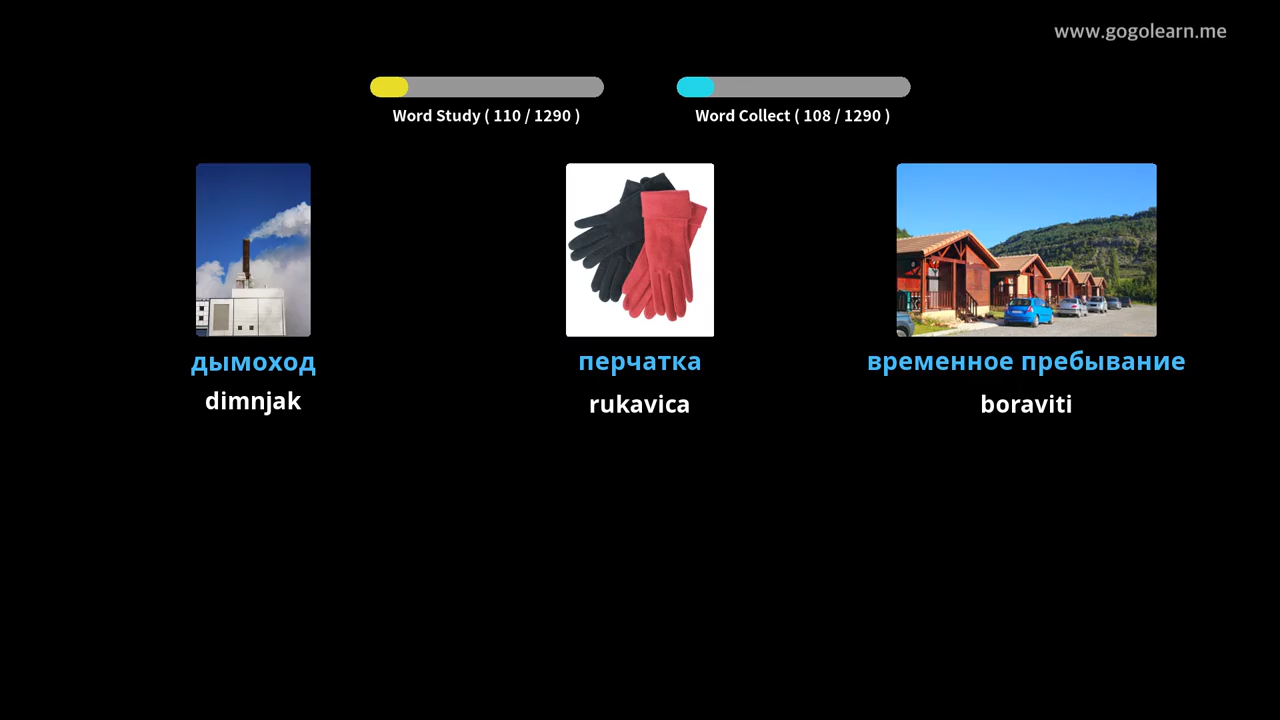 www.gogolearn.me
Word Study ( 110 / 1290 )
Word Collect ( 108 / 1290 )
дымоход
перчатка
временное пребывание
dimnjak
rukavica
boraviti